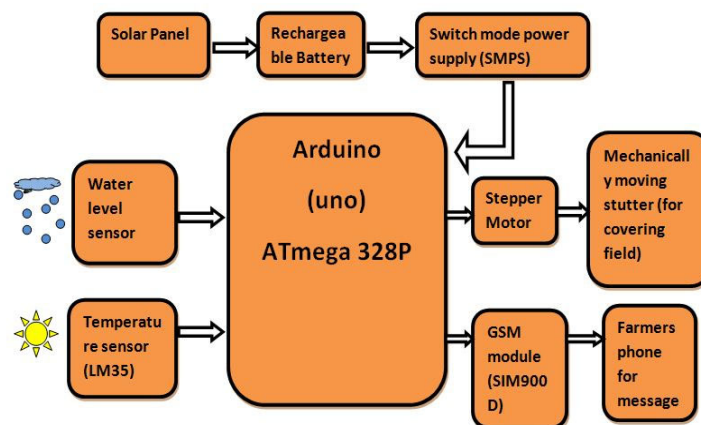 Solar Panel
Rechargea
ble Battery
Switch mode power
supply (SMPS)
Arduino
(uno)
ATmega 328P
Water
level
sensor
Temperatu
re sensor
(LM35)
Stepper
Motor
Mechanicall
y moving
stutter (for
covering
field)
GSM
module
(SIM900
D)
Farmers
phone
for
message